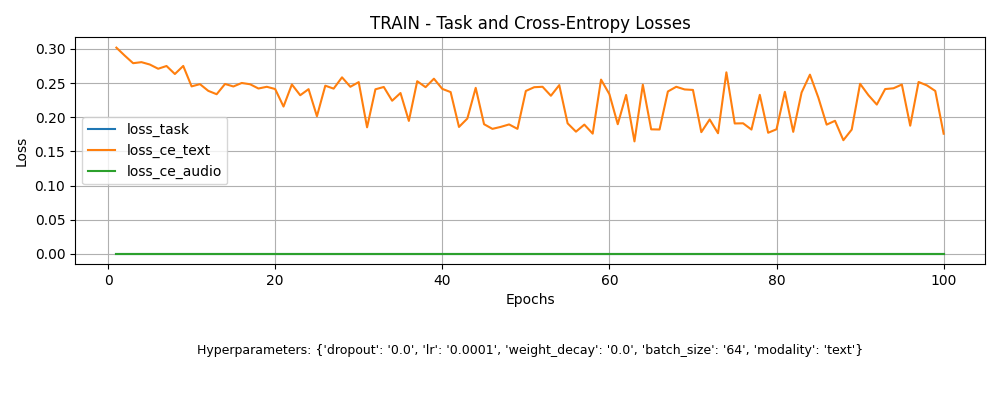 TRAIN - Task and Cross-Entropy Losses
0.30
0.25
0.20
0.15
0.10
0.05
0.00
Loss
loss_task
loss_ce_text
loss_ce_audio
0 20 40 60 80 100
Epochs
Hyperparameters: {'dropout': '0.0', 'lr': '0.0001', 'weight_decay': '0.0', 'batch_size': '64', 'modality': 'text'}